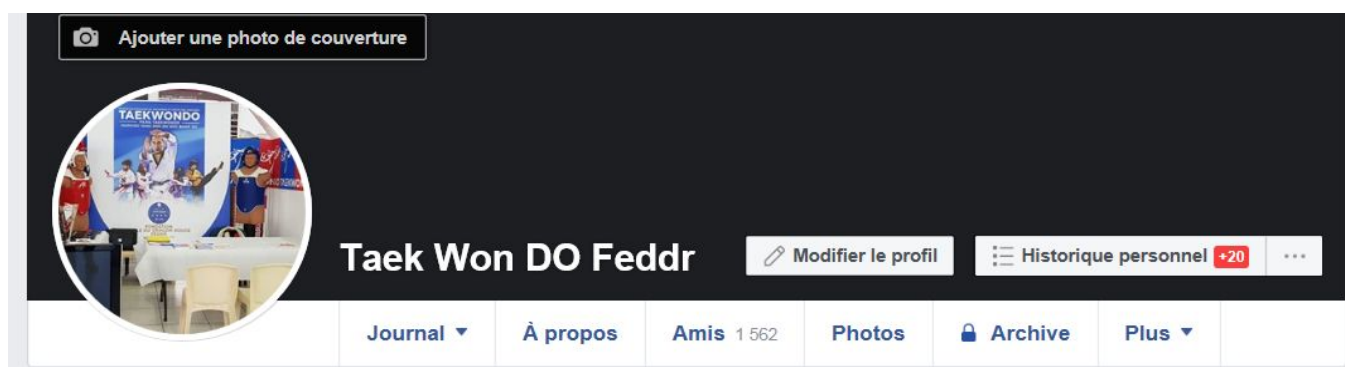 Ajouter une photo de couverture
TAEKWONDO
Taek Won DO Feddr
Modifier le profil
Historique personnel +20
Journal
À propos
Amis 1 562
Photos
Archive
Plus